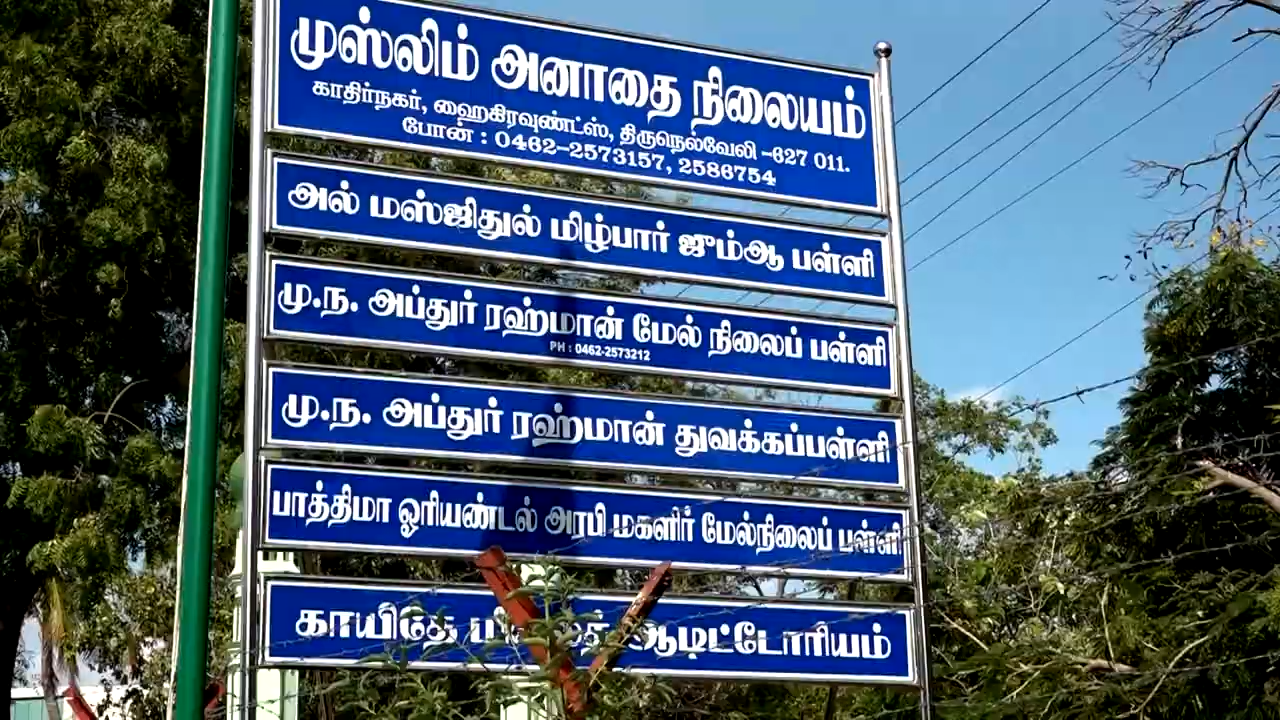 முஸ்லிம் அனாதை நிலையம்
காதிர்நகர், ஹைகிரவுண்ட்ஸ், திருநெல்வேலி -627 011.
போன் : 0462-2573157, 2586754
அல் மஸ்ஜிதுல் மிழ்பார் ஜும்ஆ பள்ளி
மு.ந. அப்துர் ரஹ்மான் மேல் நிலைப் பள்ளி
PH : 0462-2573212
மு.ந. அப்துர் ரஹ்மான் துவக்கப்பள்ளி
பாத்திமா ஓரியண்டல் அரபி மகளிர் மேல்நிலைப் பள்ளி
காயிதே ஆடிட்டோரியம்